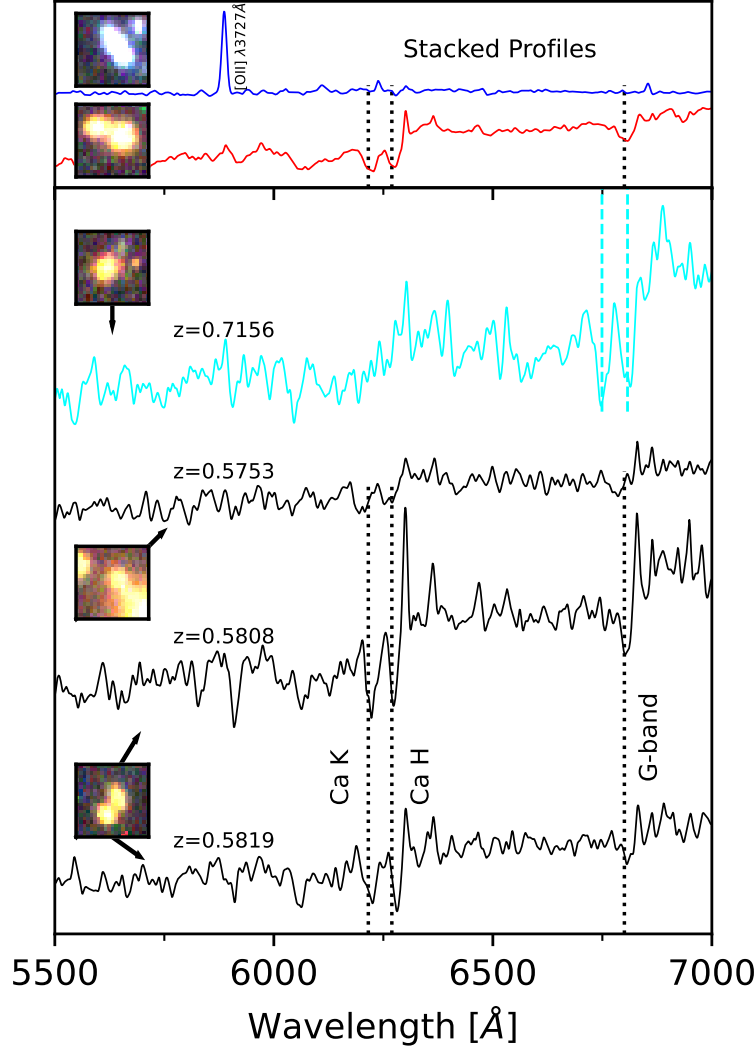 [OII] λ3727Å
Stacked Profiles
z=0.7156
z=0.5753
z=0.5808
Ca K
Ca H
G-band
z=0.5819
5500 6000 6500 7000
Wavelength [Å]